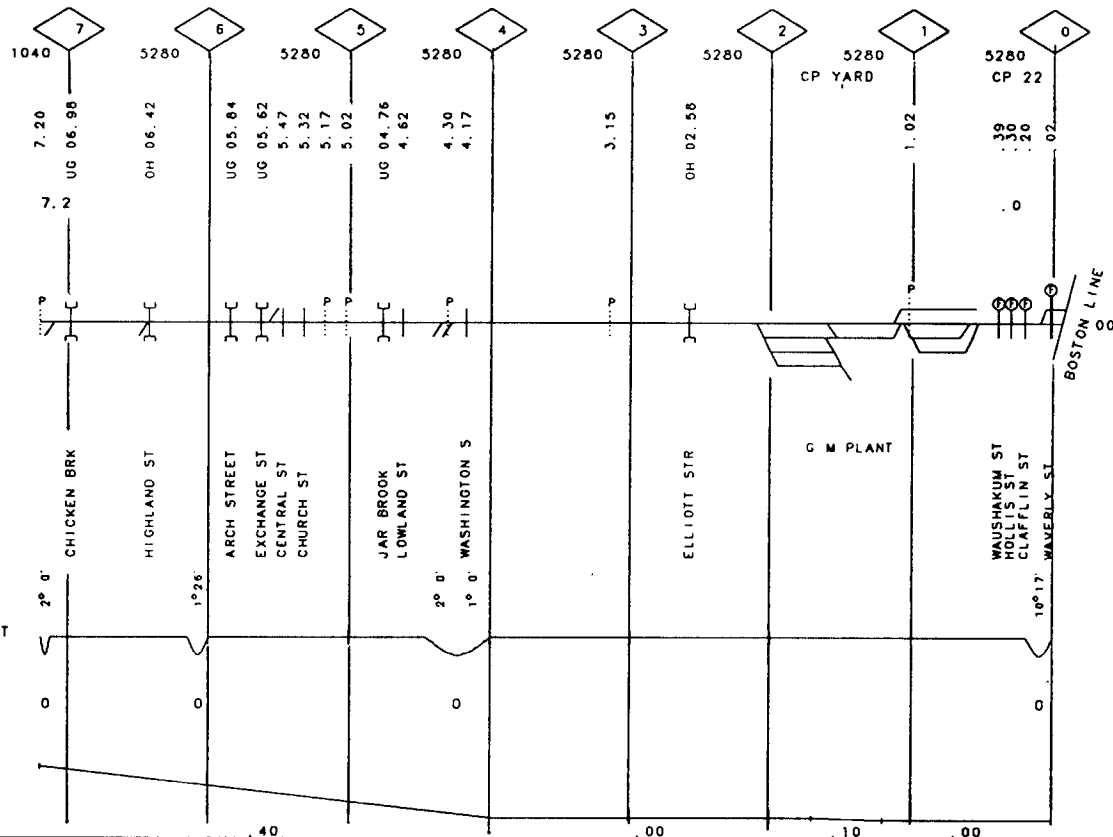 7 6 5 4 3 2 1 0
1040 5280 5280 5280 5280 5280 5280 5280
CP YARD CP 22
7.20
UG 06.98
OH 06.42
UG 05.84
UG 05.62
5.47
5.32
5.17
5.02
UG 04.76
4.62
4.30
4.17
3.15
OH 02.58
1.02
.39
.30
.20
.02
7.2 .0
P P P P P P F F F F
BOSTON LINE
00
G M PLANT
CHICKEN BRK
HIGHLAND ST
ARCH STREET
EXCHANGE ST
CENTRAL ST
CHURCH ST
JAR BROOK
LOWLAND ST
WASHINGTON S
ELLIOTT STR
WAUSHAKUM ST
HOLLIS ST
CLAFFLIN ST
WAVERLY ST
2° 0'
1°26'
2° 0'
1° 0'
10°17'
T
0 0 0 0
.40 .00 .10 .00